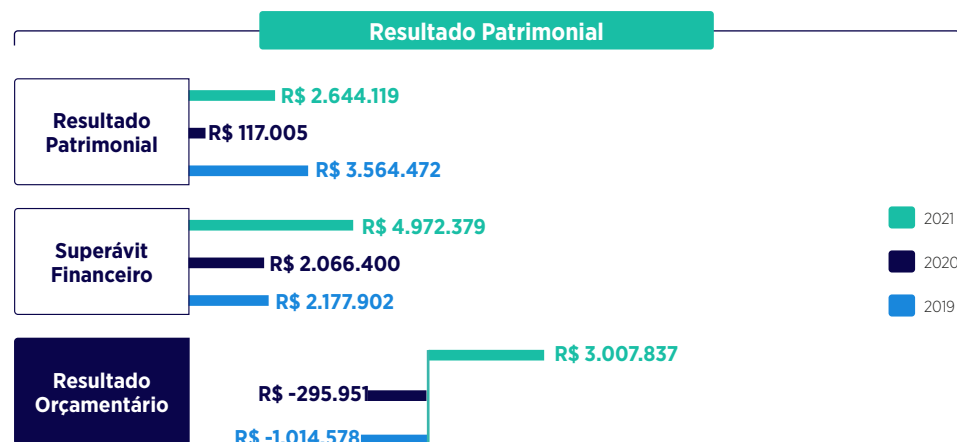 Resultado Patrimonial
Resultado
Patrimonial
R$ 2.644.119
R$ 117.005
R$ 3.564.472
Superávit
Financeiro
R$ 4.972.379
R$ 2.066.400
R$ 2.177.902
2021
2020
2019
Resultado
Orçamentário
R$ 3.007.837
R$ -295.951
R$ -1.014.578